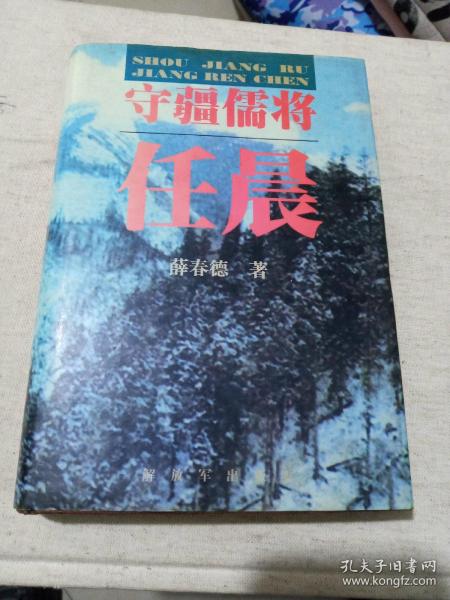 SHOU JIANG RU
JIANG REN CHEN
守疆儒将
任晨
薛春德 著
解放军出
孔夫子旧书网
www.kongfz.com